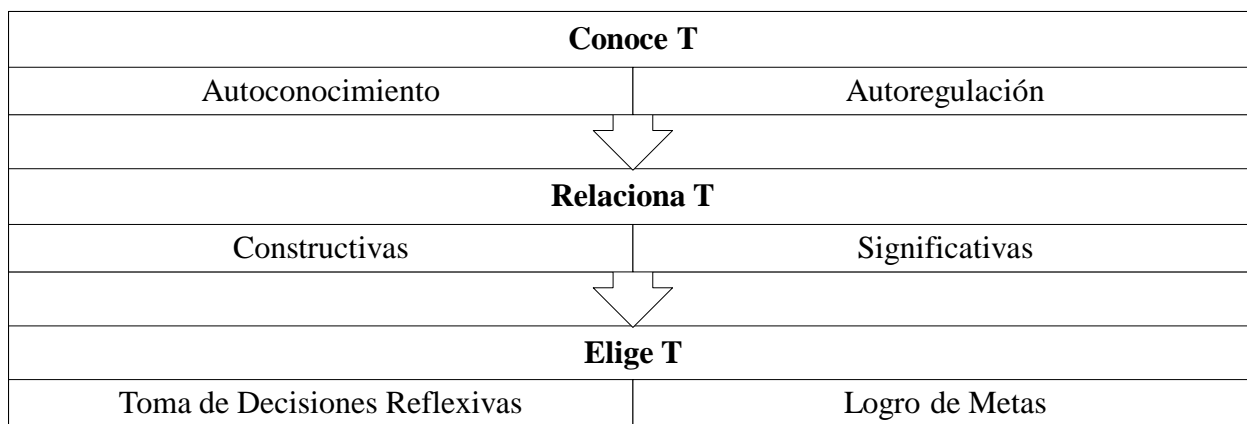 Conoce T
Autoconocimiento Autoregulación
Relaciona T
Constructivas Significativas
Elige T
Toma de Decisiones Reflexivas Logro de Metas